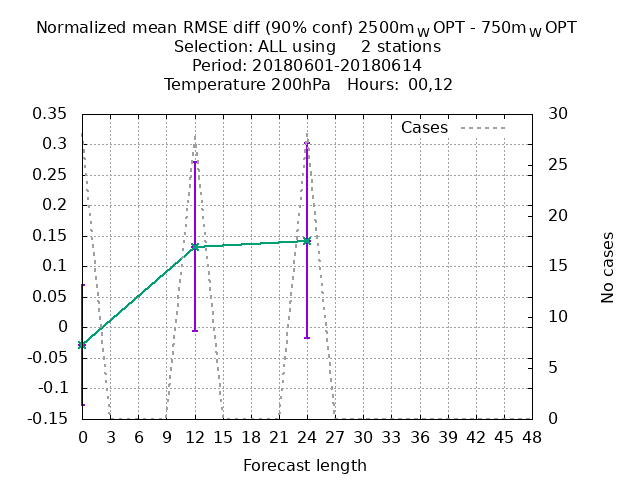 Normalized mean RMSE diff (90% conf) 2500m W OPT - 750m W OPT
Selection: ALL using 2 stations
Period: 20180601-20180614
Temperature 200hPa Hours: 00,12
Cases
0.35
0.3
0.25
0.2
0.15
0.1
0.05
0
-0.05
-0.1
-0.15
30
25
20
15
10
5
0
No cases
0 3 6 9 12 15 18 21 24 27 30 33 36 39 42 45 48
Forecast length